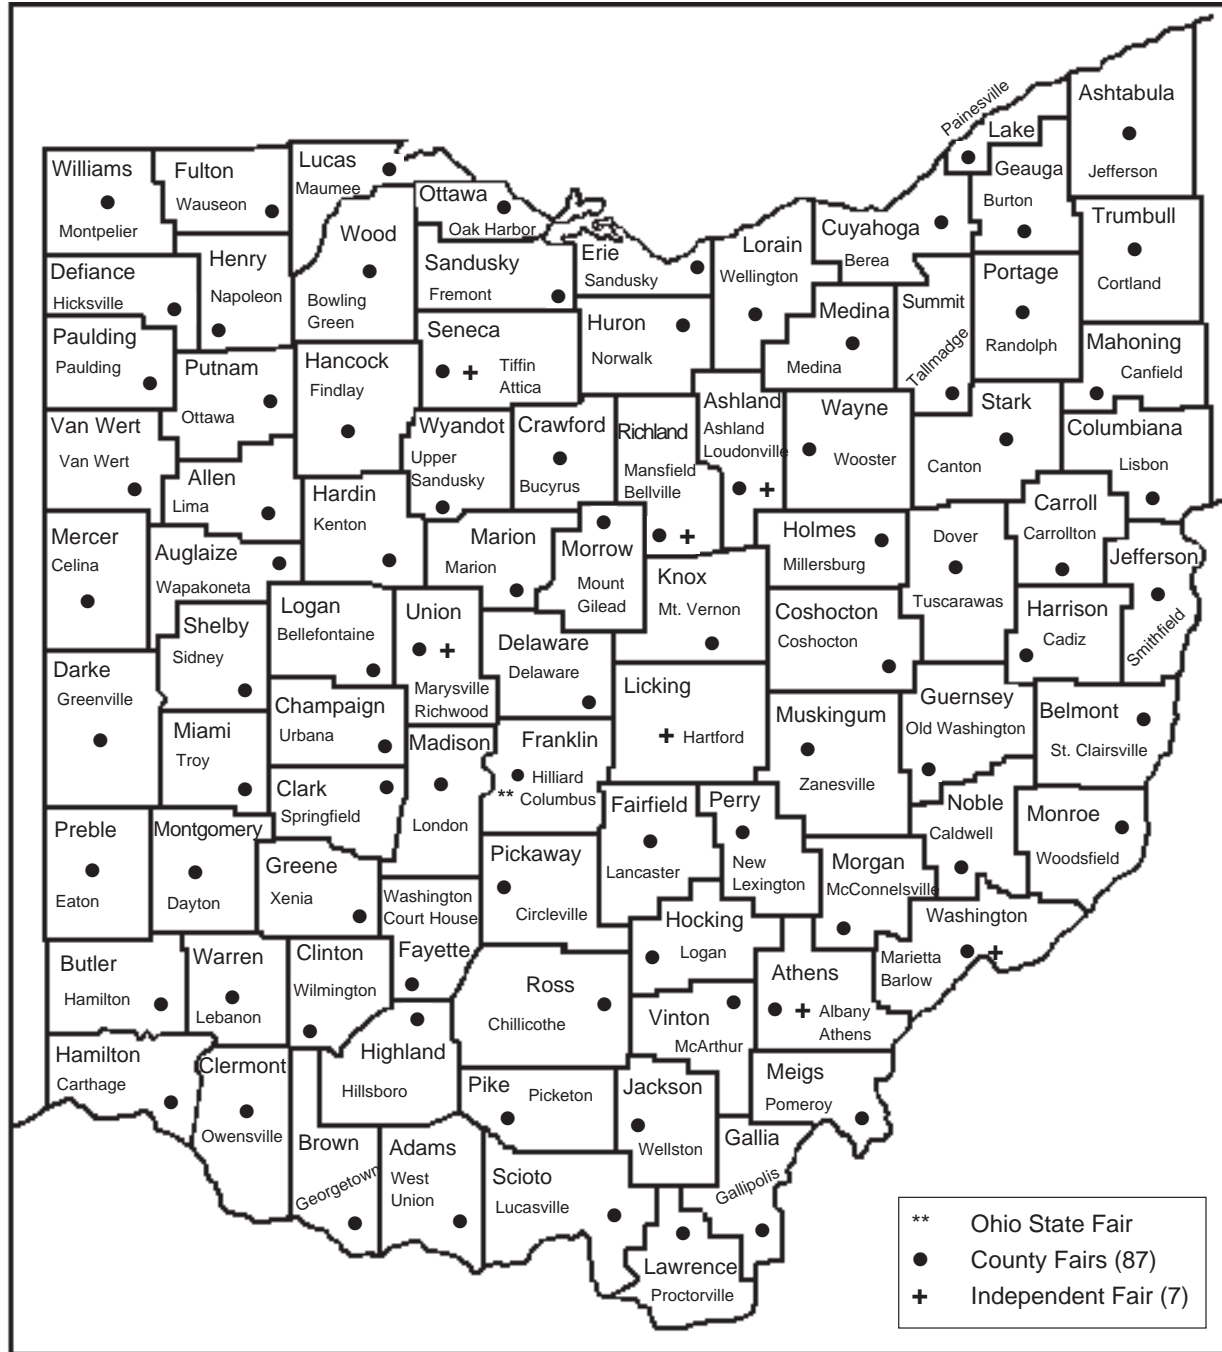 Painesville
Ashtabula
Jefferson
Lake
Geauga
Burton
Williams
Montpelier
Fulton
Wauseon
Lucas
Maumee
Ottawa
Oak Harbor
Wood
Bowling
Green
Sandusky
Fremont
Erie
Sandusky
Lorain
Wellington
Cuyahoga
Berea
Trumbull
Cortland
Defiance
Hicksville
Henry
Napoleon
Portage
Randolph
Summit
Tallmadge
Medina
Medina
Huron
Norwalk
Seneca
Tiffin
Attica
Paulding
Paulding
Putnam
Ottawa
Hancock
Findlay
Mahoning
Canfield
Van Wert
Van Wert
Allen
Lima
Wyandot
Upper
Sandusky
Crawford
Bucyrus
Richland
Mansfield
Bellville
Ashland
Ashland
Loudonville
Wayne
Wooster
Stark
Canton
Columbiana
Lisbon
Hardin
Kenton
Mercer
Celina
Auglaize
Wapakoneta
Marion
Marion
Morrow
Mount
Gilead
Holmes
Millersburg
Dover
Tuscarawas
Carroll
Carrollton
Jefferson
Smithfield
Knox
Mt. Vernon
Coshocton
Coshocton
Harrison
Cadiz
Logan
Bellefontaine
Union
Marysville
Richwood
Shelby
Sidney
Delaware
Delaware
Darke
Greenville
Licking
Hartford
Guernsey
Old Washington
Belmont
St. Clairsville
Champaign
Urbana
Miami
Troy
Muskingum
Zanesville
Madison
London
Franklin
Hilliard
** Columbus
Clark
Springfield
Fairfield
Lancaster
Perry
New
Lexington
Noble
Caldwell
Monroe
Woodsfield
Preble
Eaton
Montgomery
Dayton
Greene
Xenia
Pickaway
Circleville
Morgan
McConnelsville
Washington
Court House
Fayette
Hocking
Logan
Washington
Marietta
Barlow
Butler
Hamilton
Warren
Lebanon
Clinton
Wilmington
Ross
Chillicothe
Athens
Albany
Athens
Vinton
McArthur
Hamilton
Carthage
Clermont
Owensville
Highland
Hillsboro
Pike
Picketon
Jackson
Wellston
Meigs
Pomeroy
Gallia
Gallipolis
Brown
Georgetown
Adams
West
Union
Scioto
Lucasville
Lawrence
Proctorville
** Ohio State Fair
● County Fairs (87)
+ Independent Fair (7)